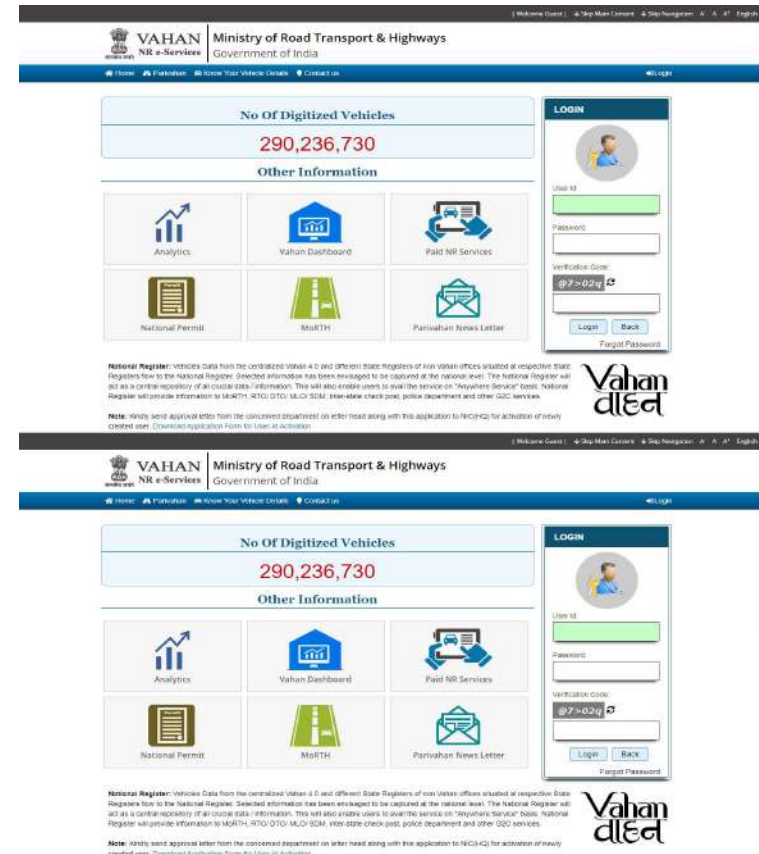 | Welcome Guest | Skip Main Content Skip Navigation A- A A+ English
VAHAN
NR e-Services
Ministry of Road Transport & Highways
Government of India
Home Parivahan Know Your Vehicle Details Contact us Login
No Of Digitized Vehicles
290,236,730
Other Information
Analytics
Vahan Dashboard
Paid NR Services
National Permit
MoRTH
Parivahan News Letter
LOGIN
User Id:
Password:
Verification Code:
@7>02q
Login Back
Forgot Password
National Register: Vehicles Data from the centralized Vahan 4.0 and different State Registers of non Vahan offices situated at respective State
Registers flow to the National Register. Selected information has been envisaged to be captured at the national level. The National Register will
act as a central repository of all crucial data / information. This will also enable users to avail the service on "Anywhere Service" basis. National
Register will provide information to MoRTH, RTO/ DTO/ MLO/ SDM, inter-state check post, police department and other G2C services.
Note: Kindly send approval letter from the concerned department on letter head along with this application to NIC(HQ) for activation of newly
created user. Download Application Form for User-Id Activation
Vahan
वाहन
| Welcome Guest | Skip Main Content Skip Navigation A- A A+ English
VAHAN
NR e-Services
Ministry of Road Transport & Highways
Government of India
Home Parivahan Know Your Vehicle Details Contact us Login
No Of Digitized Vehicles
290,236,730
Other Information
Analytics
Vahan Dashboard
Paid NR Services
National Permit
MoRTH
Parivahan News Letter
LOGIN
User Id:
Password:
Verification Code:
@7>02q
Login Back
Forgot Password
National Register: Vehicles Data from the centralized Vahan 4.0 and different State Registers of non Vahan offices situated at respective State
Registers flow to the National Register. Selected information has been envisaged to be captured at the national level. The National Register will
act as a central repository of all crucial data / information. This will also enable users to avail the service on "Anywhere Service" basis. National
Register will provide information to MoRTH, RTO/ DTO/ MLO/ SDM, inter-state check post, police department and other G2C services.
Note: Kindly send approval letter from the concerned department on letter head along with this application to NIC(HQ) for activation of newly
created user. Download Application Form for User-Id Activation
Vahan
वाहन